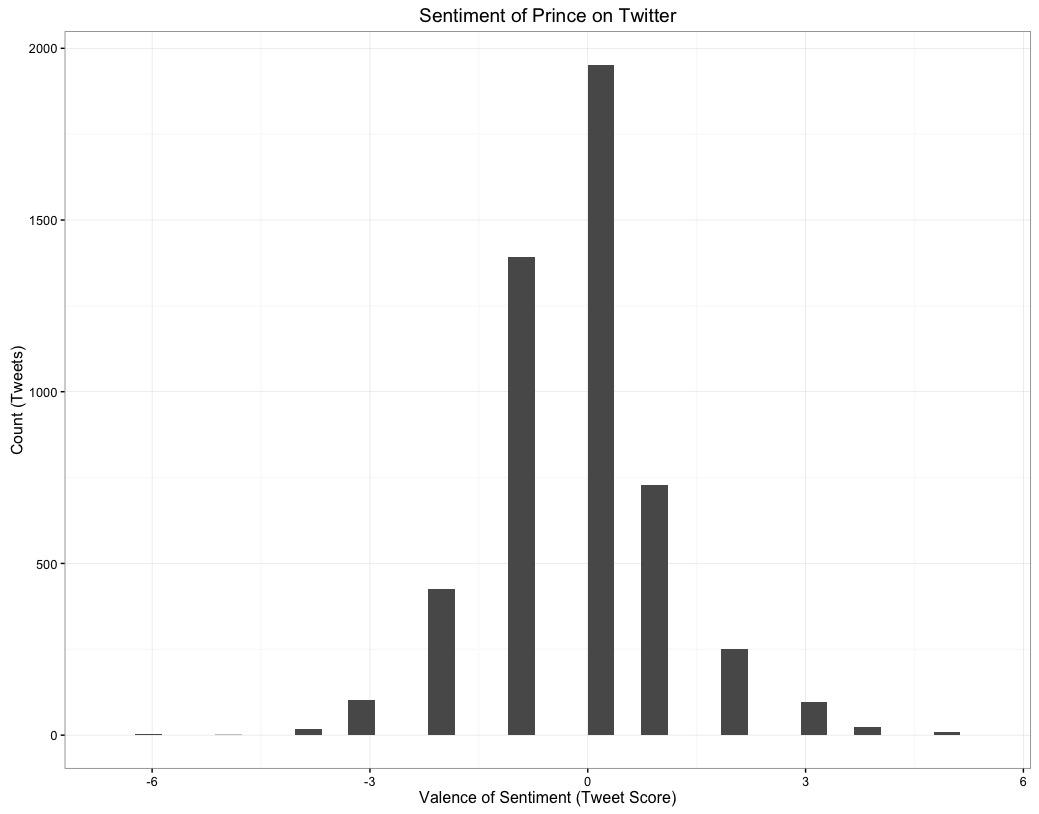 Sentiment of Prince on Twitter
2000
1500
1000
500
0
Count (Tweets)
-6 -3 0 3 6
Valence of Sentiment (Tweet Score)